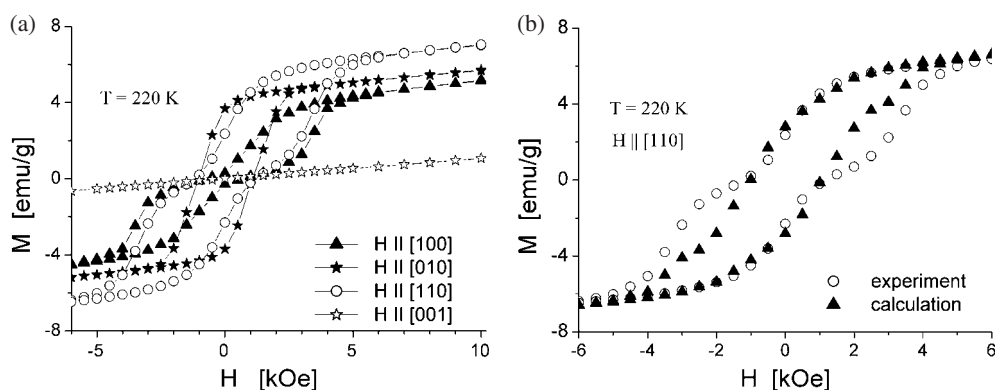 (a)
8
4
0
-4
-8
M [emu/g]
T = 220 K
H II [100]
H II [010]
H II [110]
H II [001]
-5
0
5
10
H [kOe]
(b)
8
4
0
-4
-8
M [emu/g]
T = 220 K
H || [110]
experiment
calculation
-6
-4
-2
0
2
4
6
H [kOe]